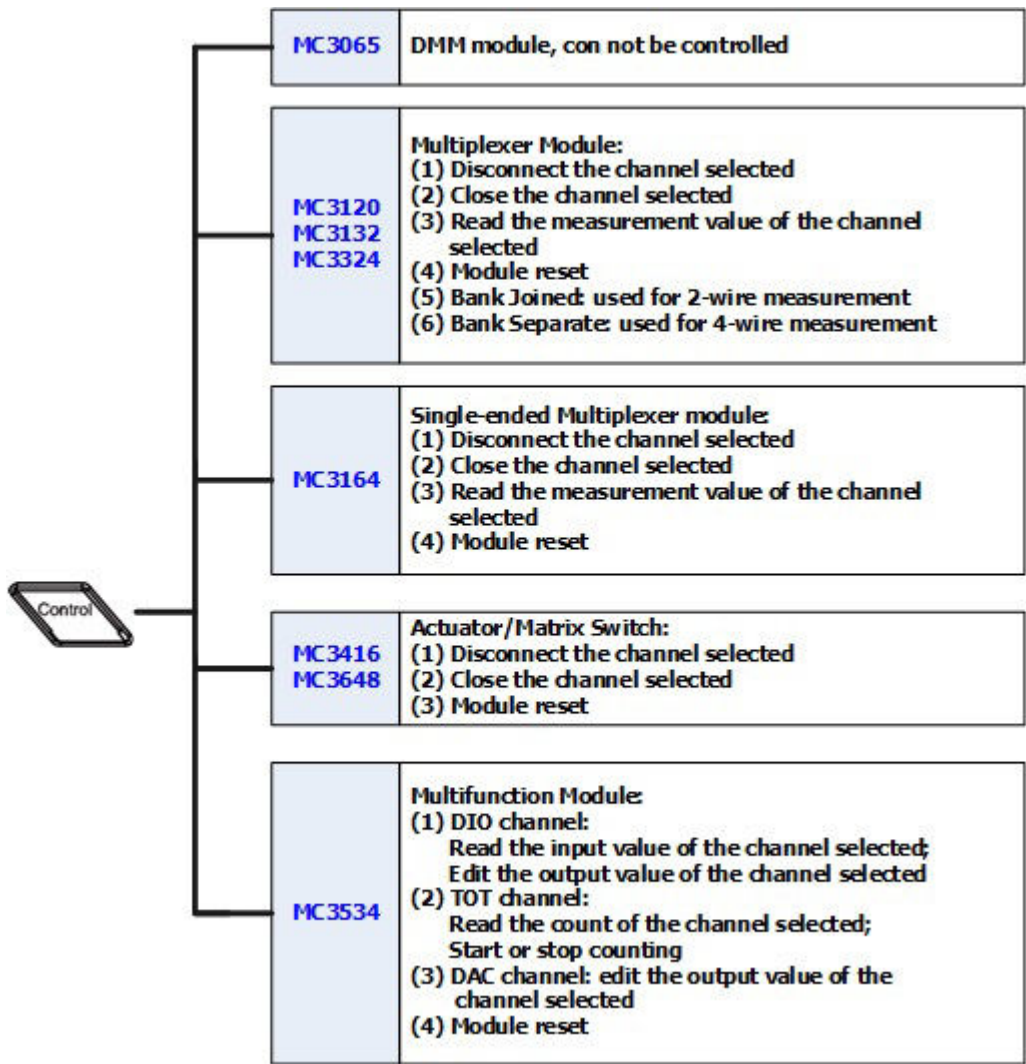 MC3065
DMM module, con not be controlled
MC3120
MC3132
MC3324
Multiplexer Module:
(1) Disconnect the channel selected
(2) Close the channel selected
(3) Read the measurement value of the channel
selected
(4) Module reset
(5) Bank Joined: used for 2-wire measurement
(6) Bank Separate: used for 4-wire measurement
MC3164
Single-ended Multiplexer module:
(1) Disconnect the channel selected
(2) Close the channel selected
(3) Read the measurement value of the channel
selected
(4) Module reset
Control
MC3416
MC3648
Actuator/Matrix Switch:
(1) Disconnect the channel selected
(2) Close the channel selected
(3) Module reset
MC3534
Multifunction Module:
(1) DIO channel:
Read the input value of the channel selected;
Edit the output value of the channel selected
(2) TOT channel:
Read the count of the channel selected;
Start or stop counting
(3) DAC channel: edit the output value of the
channel selected
(4) Module reset